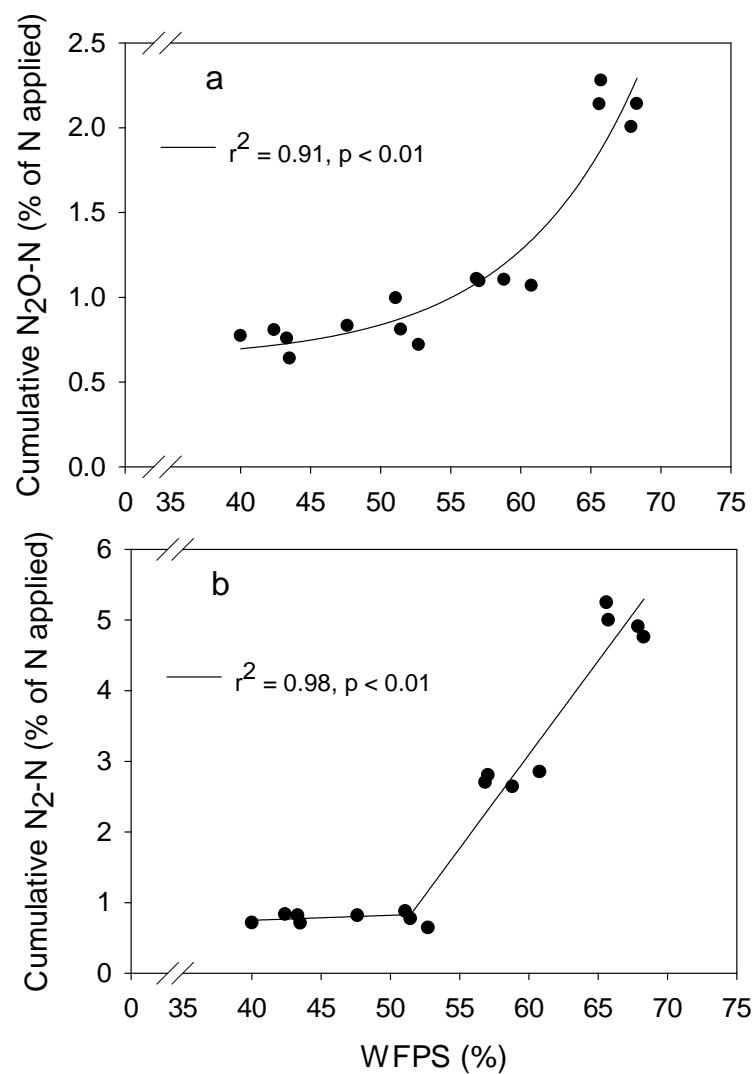 Cumulative N2O-N (% of N applied)
2.5
2.0
1.5
1.0
0.5
0.0
a
r2 = 0.91, p < 0.01
0 35 40 45 50 55 60 65 70 75
Cumulative N2-N (% of N applied)
6
5
4
3
2
1
0
b
r2 = 0.98, p < 0.01
0 35 40 45 50 55 60 65 70 75
WFPS (%)